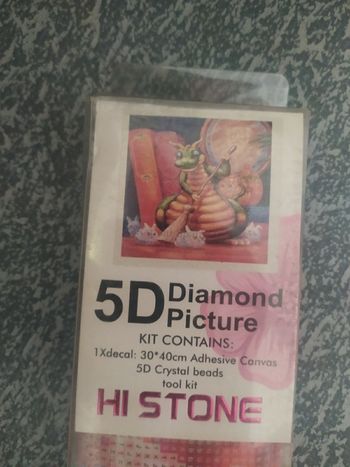 5D Diamond
Picture
KIT CONTAINS:
1Xdecal: 30*40cm Adhesive Canvas
5D Crystal beads
tool kit
HI STONE